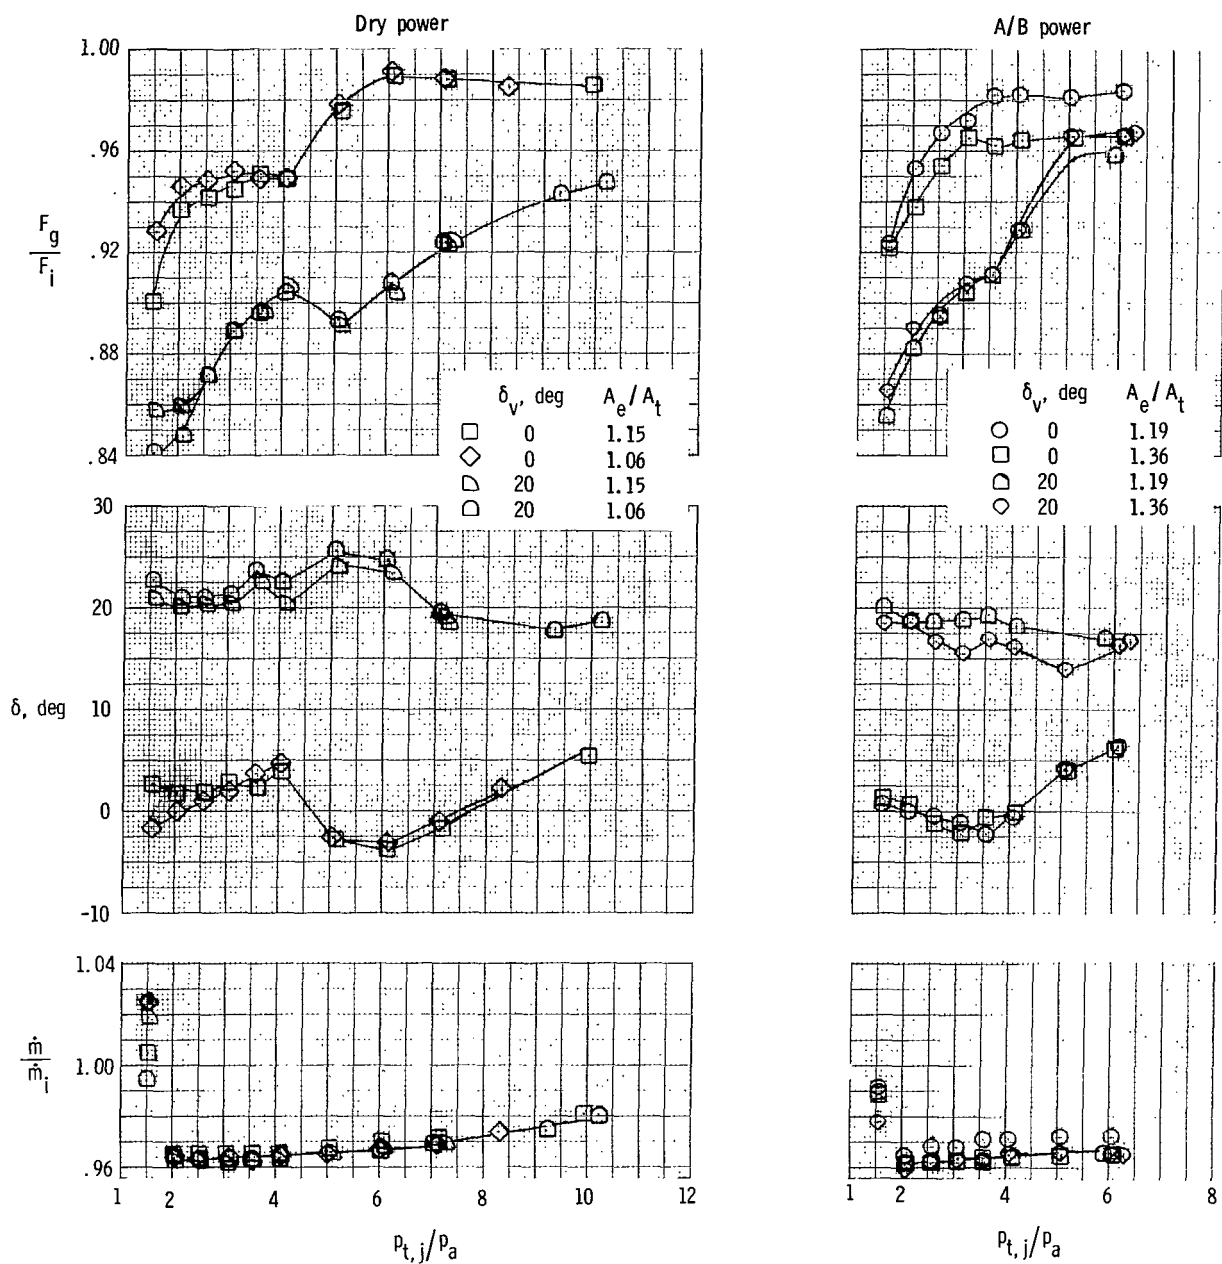 Dry power
A/B power
1.00
.96
.92
.88
.84
F_g
F_i
δ_v, deg A_e/A_t
0 1.15
0 1.06
20 1.15
20 1.06
δ_v, deg A_e/A_t
0 1.19
0 1.36
20 1.19
20 1.36
30
20
10
0
-10
δ, deg
1.04
1.00
.96
ṁ
ṁ_i
1 2 4 6 8 10 12
p_t,j/p_a
1 2 4 6 8
p_t,j/p_a